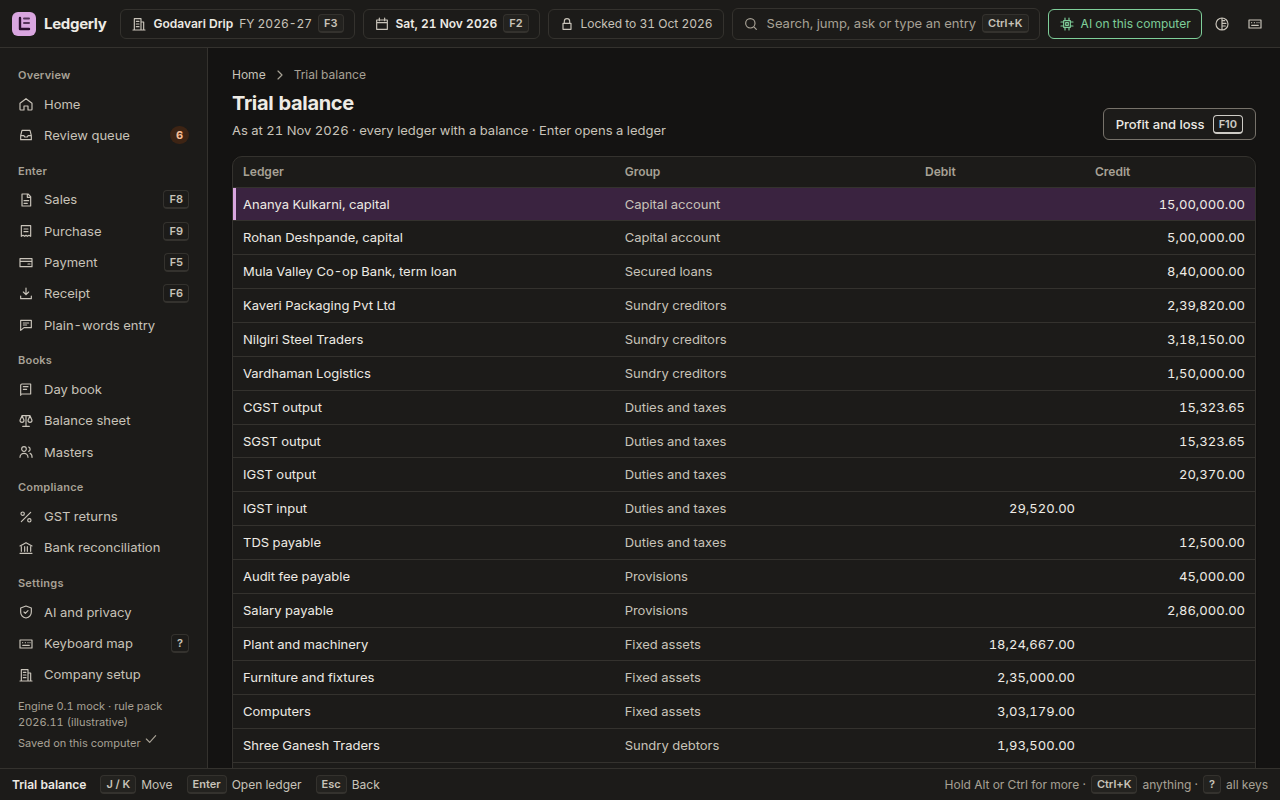 Ledgerly
Godavari Drip FY 2026-27 F3
Sat, 21 Nov 2026 F2
Locked to 31 Oct 2026
Search, jump, ask or type an entry Ctrl+K
AI on this computer
Overview
Home
Review queue 6
Enter
Sales F8
Purchase F9
Payment F5
Receipt F6
Plain-words entry
Books
Day book
Balance sheet
Masters
Compliance
GST returns
Bank reconciliation
Settings
AI and privacy
Keyboard map ?
Company setup
Engine 0.1 mock · rule pack
2026.11 (illustrative)
Saved on this computer
Home > Trial balance
Trial balance
As at 21 Nov 2026 · every ledger with a balance · Enter opens a ledger
Profit and loss F10
Ledger Group Debit Credit
Ananya Kulkarni, capital Capital account 15,00,000.00
Rohan Deshpande, capital Capital account 5,00,000.00
Mula Valley Co-op Bank, term loan Secured loans 8,40,000.00
Kaveri Packaging Pvt Ltd Sundry creditors 2,39,820.00
Nilgiri Steel Traders Sundry creditors 3,18,150.00
Vardhaman Logistics Sundry creditors 1,50,000.00
CGST output Duties and taxes 15,323.65
SGST output Duties and taxes 15,323.65
IGST output Duties and taxes 20,370.00
IGST input Duties and taxes 29,520.00
TDS payable Duties and taxes 12,500.00
Audit fee payable Provisions 45,000.00
Salary payable Provisions 2,86,000.00
Plant and machinery Fixed assets 18,24,667.00
Furniture and fixtures Fixed assets 2,35,000.00
Computers Fixed assets 3,03,179.00
Shree Ganesh Traders Sundry debtors 1,93,500.00
Trial balance J / K Move Enter Open ledger Esc Back
Hold Alt or Ctrl for more · Ctrl+K anything · ? all keys